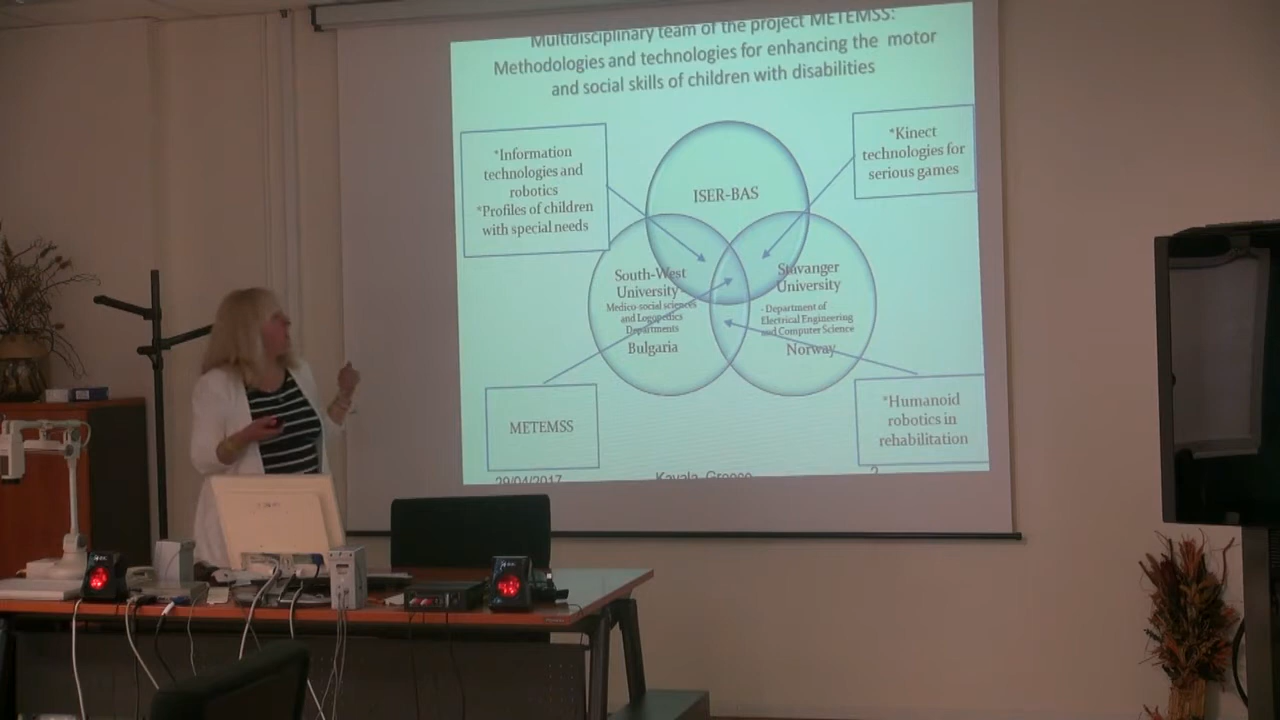 Multidisciplinary team of the project METEMSS:
Methodologies and technologies for enhancing the motor
and social skills of children with disabilities
*Information
technologies and
robotics
*Profiles of children
with special needs
*Kinect
technologies for
serious games
ISER-BAS
South-West
University-
Medico-social sciences
and Logopedics
Departments
Bulgaria
Stavanger
University
- Department of
Electrical Engineering
and Computer Science
Norway
METEMSS
*Humanoid
robotics in
rehabilitation
29/04/2017
Kavala, Greece
2